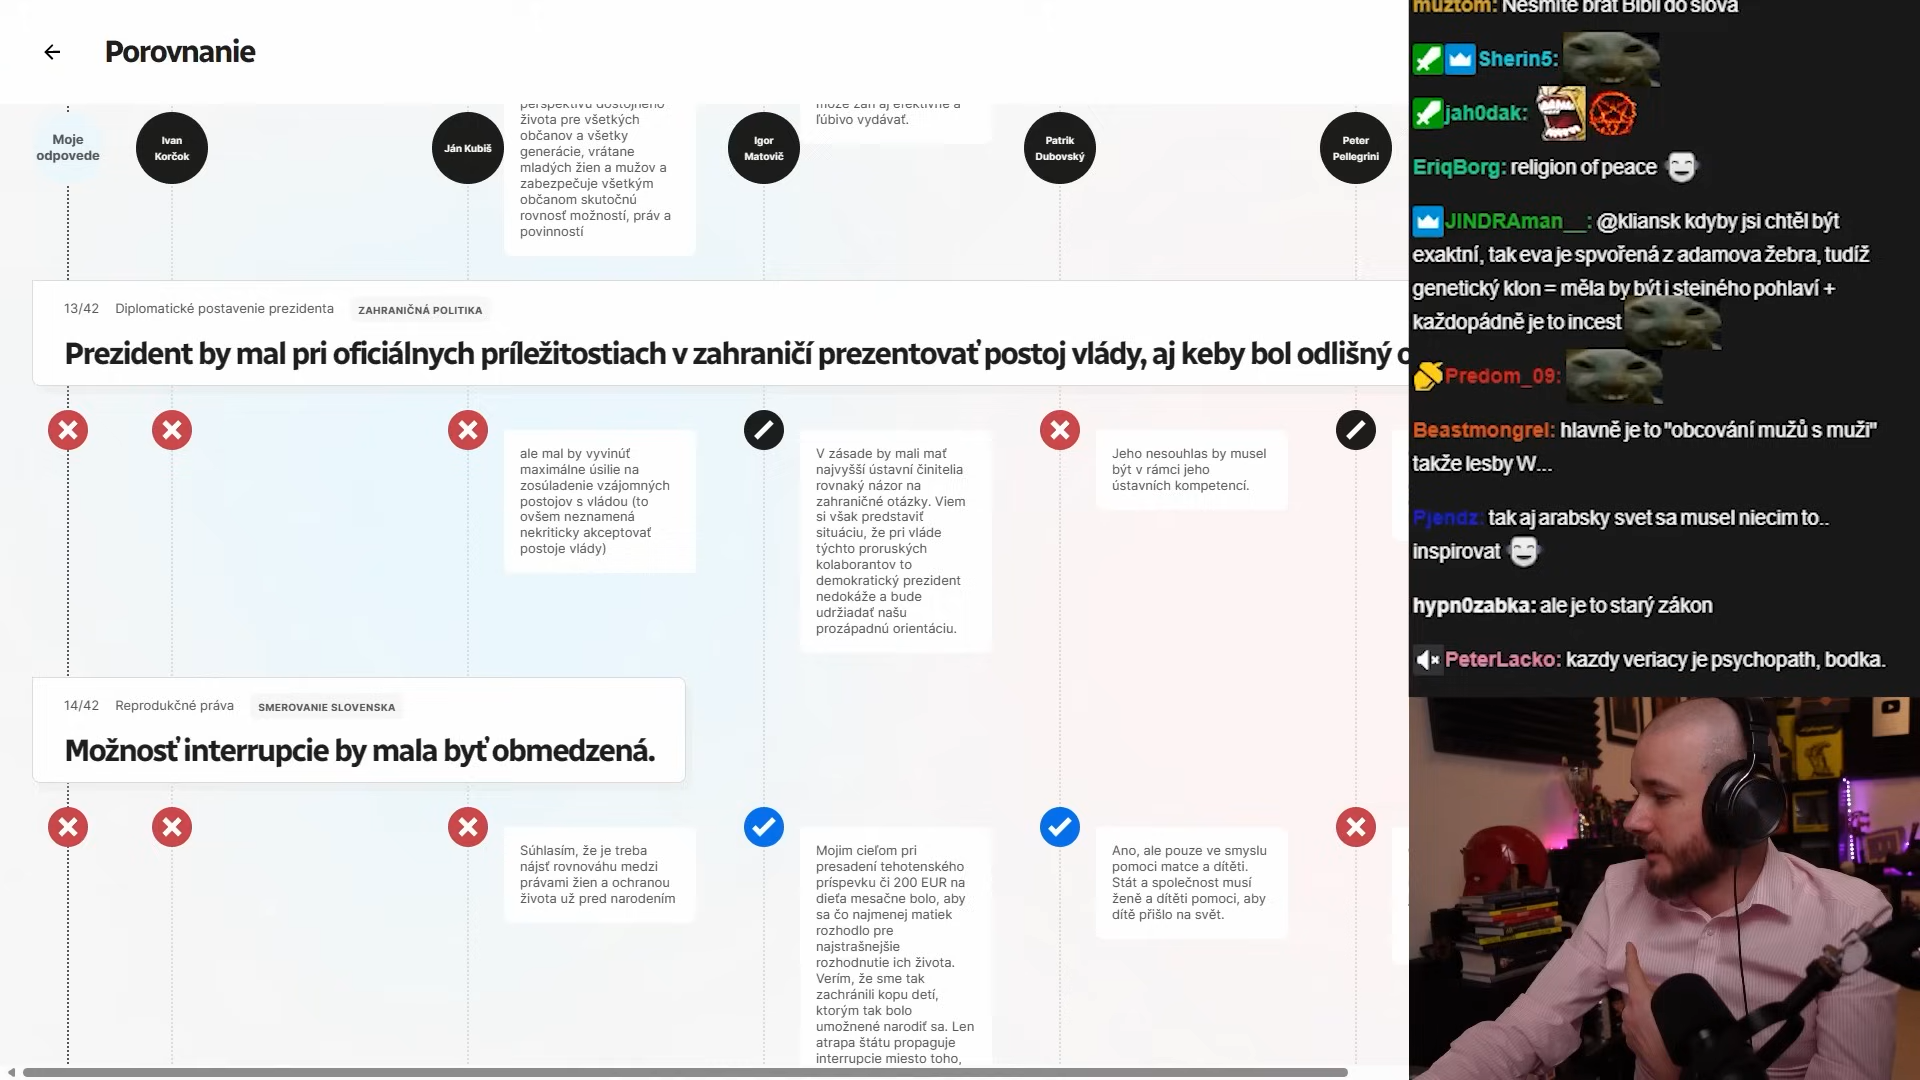 Porovnanie
Moje
odpovede
Ivan
Korčok
Ján Kubiš
Igor
Matovič
Patrik
Dubovský
Peter
Pellegrini
perspektívu dôstojného
života pre všetkých
občanov a všetky
generácie, vrátane
mladých žien a mužov a
zabezpečuje všetkým
občanom skutočnú
rovnosť možností, práv a
povinností
môže žan aj efektívne a
ľúbivo vydávať.
13/42 Diplomatické postavenie prezidenta ZAHRANIČNÁ POLITIKA
Prezident by mal pri oficiálnych príležitostiach v zahraničí prezentovať postoj vlády, aj keby bol odlišný
ale mal by vyvinúť
maximálne úsilie na
zosúladenie vzájomných
postojov s vládou (to
ovšem neznamená
nekriticky akceptovať
postoje vlády)
V zásade by mali mať
najvyšší ústavní činitelia
rovnaký názor na
zahraničné otázky. Viem
si však predstaviť
situáciu, že pri vláde
týchto proruských
kolaborantov to
demokratický prezident
nedokáže a bude
udržiadať našu
prozápadnú orientáciu.
Jeho nesouhlas by musel
být v rámci jeho
ústavních kompetencí.
14/42 Reprodukčné práva SMEROVANIE SLOVENSKA
Možnosť interrupcie by mala byť obmedzená.
Súhlasím, že je treba
nájsť rovnováhu medzi
právami žien a ochranou
života už pred narodením
Mojim cieľom pri
presadení tehotenského
príspevku či 200 EUR na
dieťa mesačne bolo, aby
sa čo najmenej matiek
rozhodlo pre
najstrašnejšie
rozhodnutie ich života.
Verím, že sme tak
zachránili kopu detí,
ktorým tak bolo
umožnené narodiť sa. Len
atrapa štátu propaguje
interrupcie miesto toho,
Ano, ale pouze ve smyslu
pomoci matce a dítěti.
Stát a společnost musí
ženě a dítěti pomoci, aby
dítě přišlo na svět.
muztom: Nesmíte brát Bibli do slova
Sherin5:
jah0dak:
EriqBorg: religion of peace
JINDRAman__: @kliansk kdyby jsi chtěl být
exaktní, tak eva je spvořená z adamova žebra, tudíž
genetický klon = měla by být i stejného pohlaví +
každopádně je to incest
Predom_09:
Beastmongrel: hlavně je to "obcování mužů s muži"
takže lesby W...
Pjendz: tak aj arabsky svet sa musel niecim to..
inspirovat
hypn0zabka: ale je to starý zákon
PeterLacko: kazdy veriacy je psychopath, bodka.